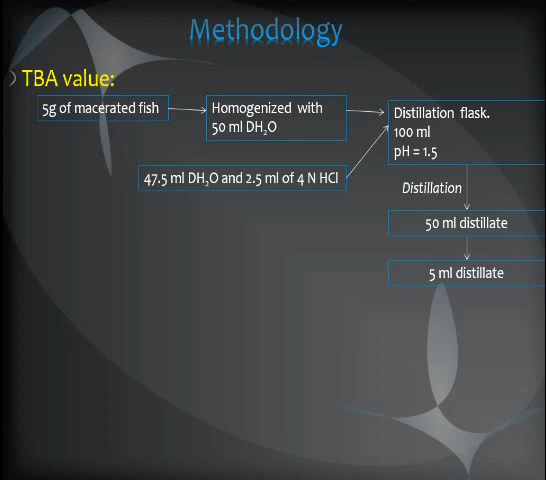 Methodology
TBA value:
5g of macerated fish
Homogenized with
50 ml DH₂O
Distillation flask.
100 ml
pH = 1.5
47.5 ml DH₂O and 2.5 ml of 4 N HCl
Distillation
50 ml distillate
5 ml distillate